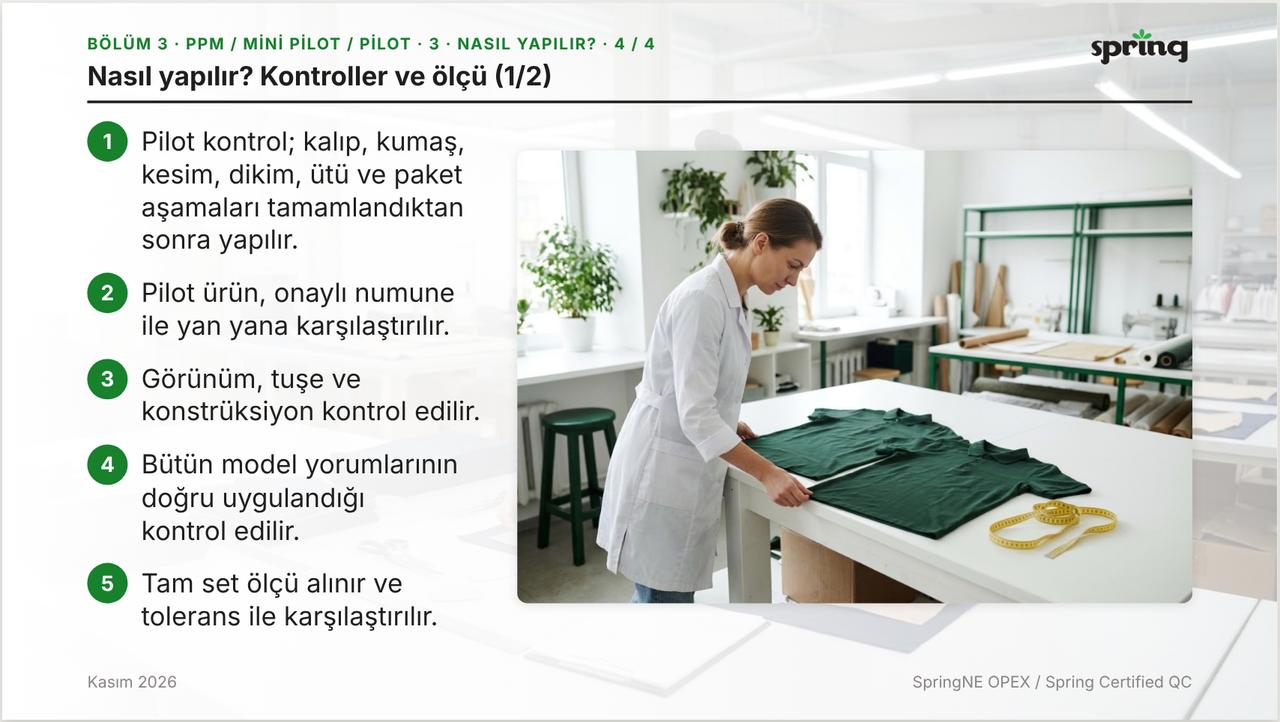 BÖLÜM 3 · PPM / MİNİ PİLOT / PİLOT · 3 · NASIL YAPILIR? · 4 / 4
spring
Nasıl yapılır? Kontroller ve ölçü (1/2)
1 Pilot kontrol; kalıp, kumaş,
kesim, dikim, ütü ve paket
aşamaları tamamlandıktan
sonra yapılır.
2 Pilot ürün, onaylı numune
ile yan yana karşılaştırılır.
3 Görünüm, tuşe ve
konstrüksiyon kontrol edilir.
4 Bütün model yorumlarının
doğru uygulandığı
kontrol edilir.
5 Tam set ölçü alınır ve
tolerans ile karşılaştırılır.
Kasım 2026
SpringNE OPEX / Spring Certified QC